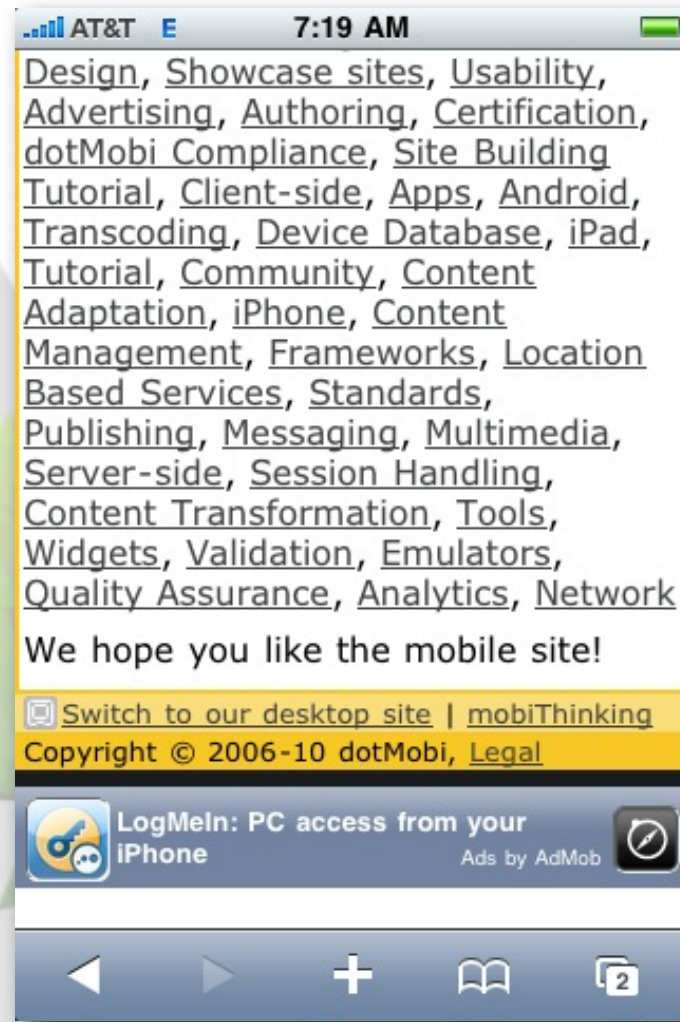 AT&T E 7:19 AM
Design, Showcase sites, Usability,
Advertising, Authoring, Certification,
dotMobi Compliance, Site Building
Tutorial, Client-side, Apps, Android,
Transcoding, Device Database, iPad,
Tutorial, Community, Content
Adaptation, iPhone, Content
Management, Frameworks, Location
Based Services, Standards,
Publishing, Messaging, Multimedia,
Server-side, Session Handling,
Content Transformation, Tools,
Widgets, Validation, Emulators,
Quality Assurance, Analytics, Network
We hope you like the mobile site!
Switch to our desktop site | mobiThinking
Copyright © 2006-10 dotMobi, Legal
LogMeIn: PC access from your
iPhone
Ads by AdMob
2